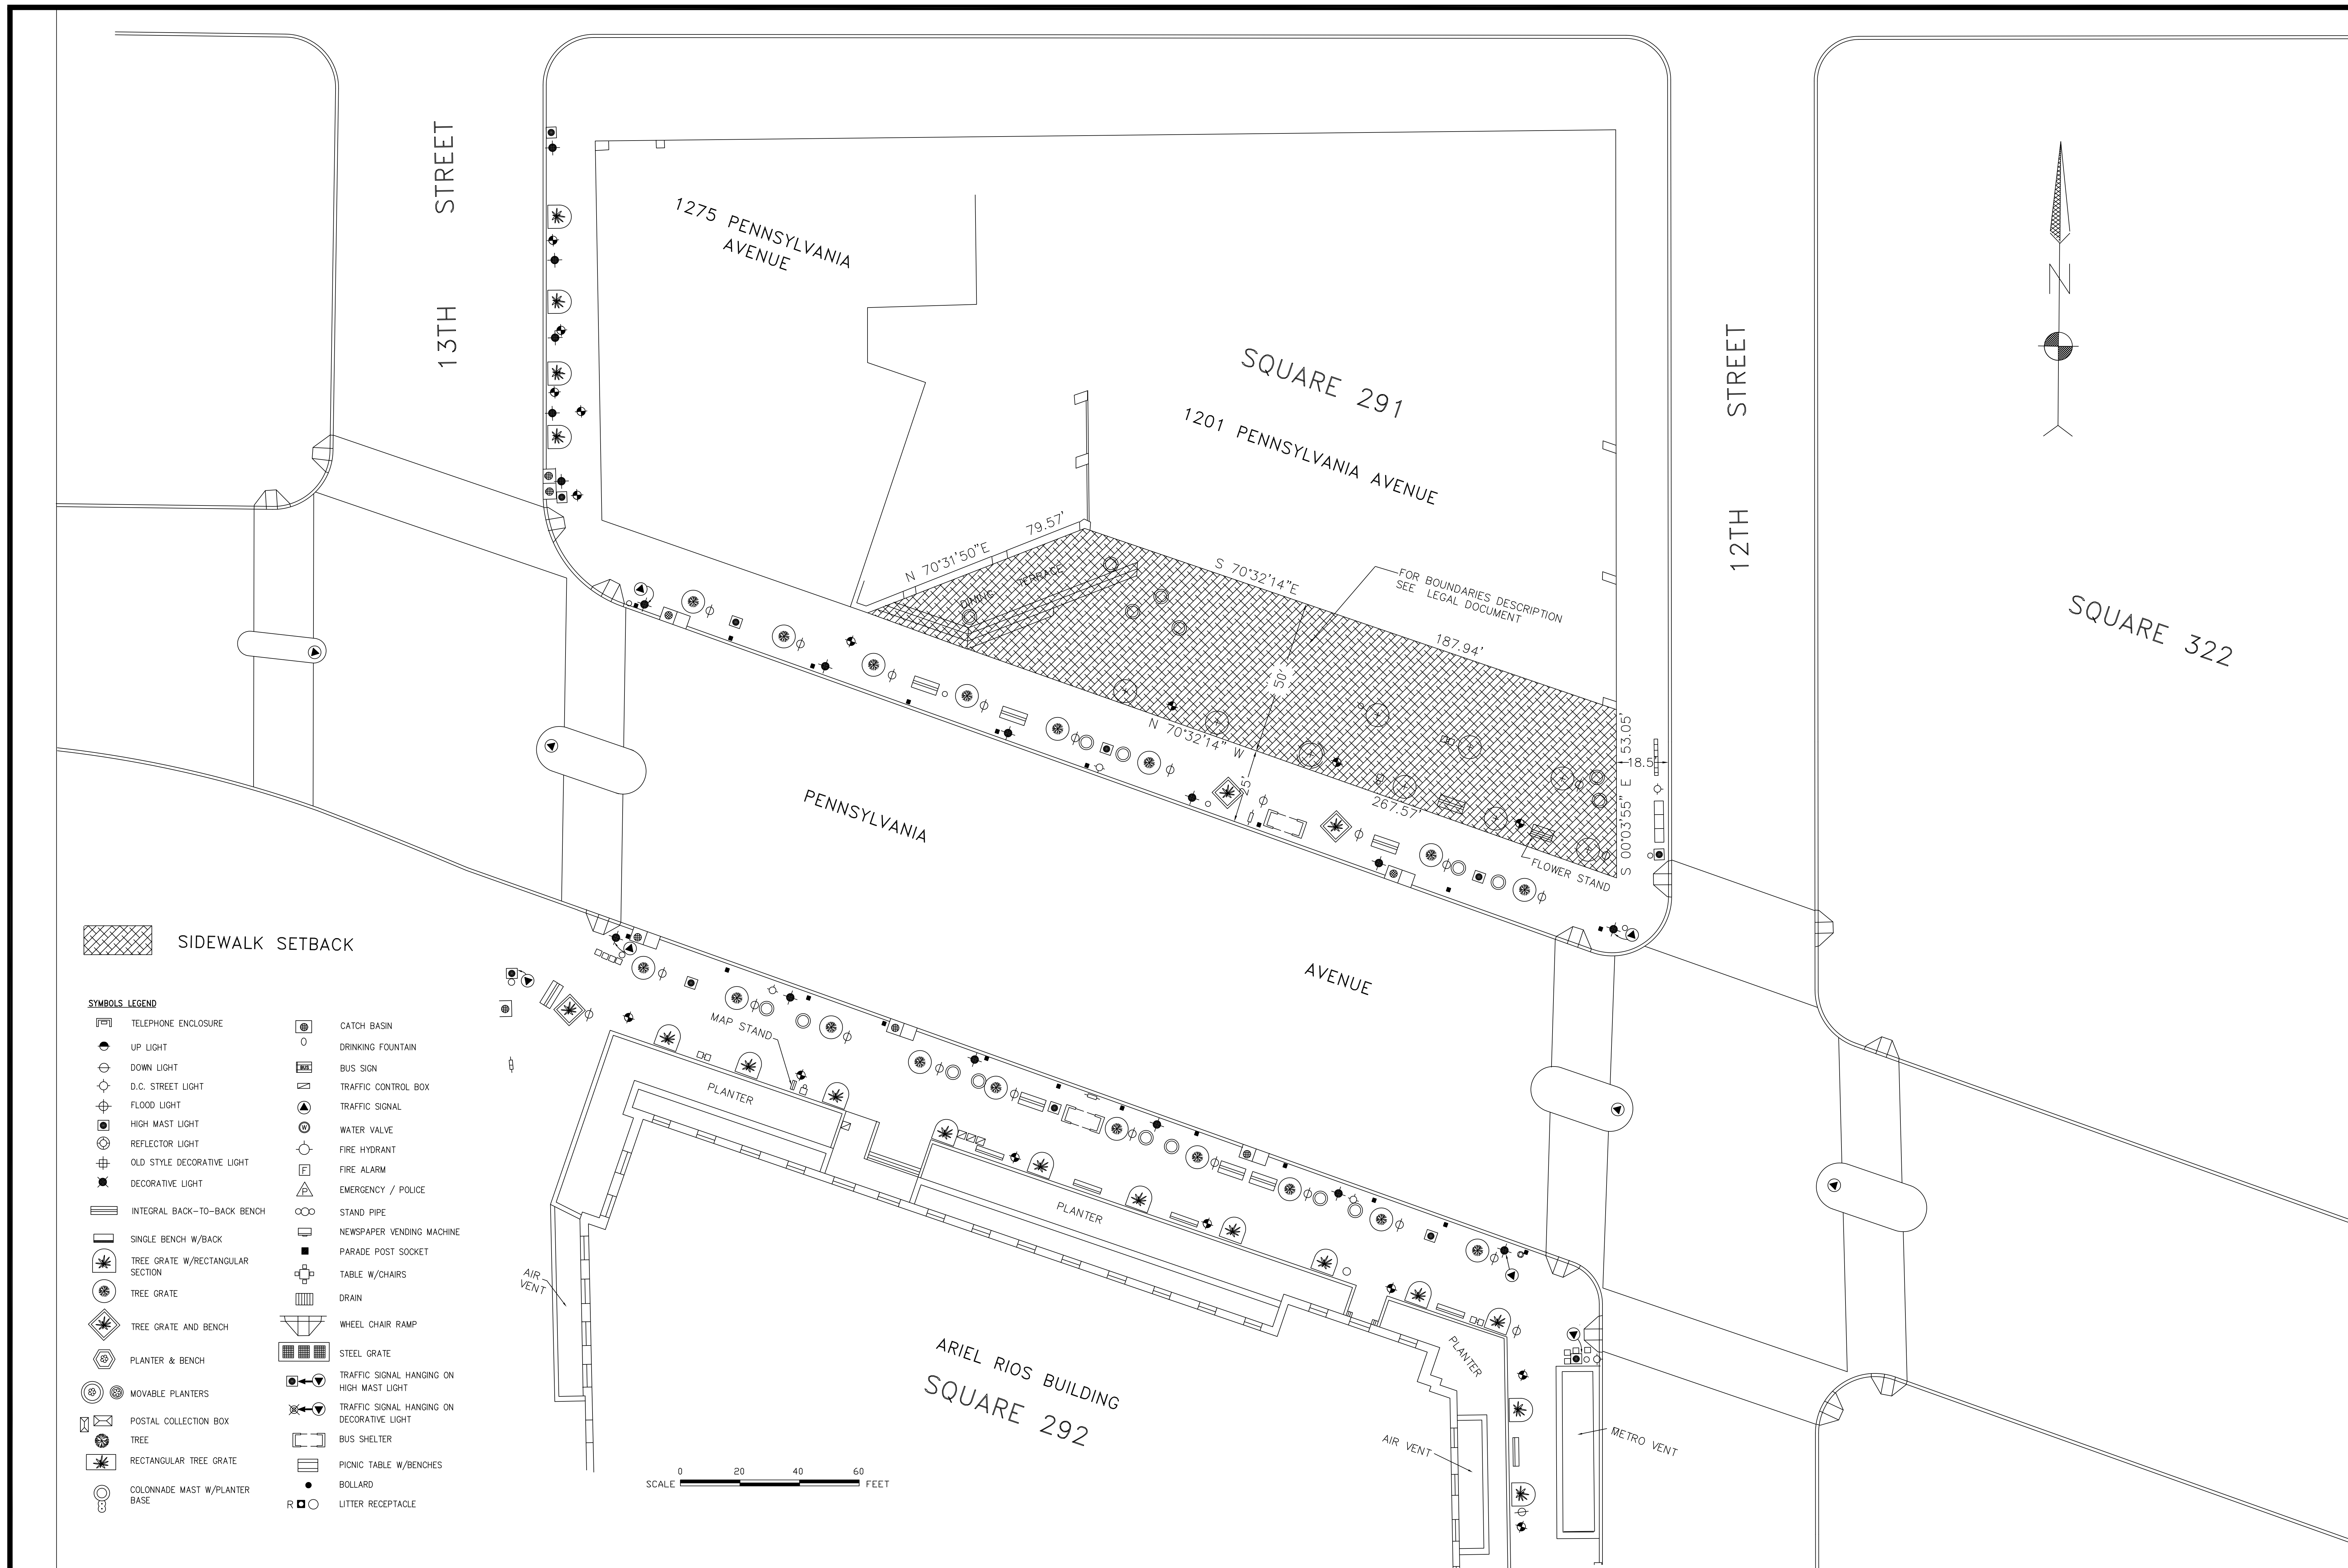 13TH STREET
1275 PENNSYLVANIA
AVENUE
SQUARE 291
1201 PENNSYLVANIA AVENUE
12TH STREET
N
SQUARE 322
N 70°31'50"E
79.57'
DINING TERRACE
S 70°32'14"E
187.94'
FOR BOUNDARIES DESCRIPTION
SEE LEGAL DOCUMENT
50'
N 70°32'14" W
267.57'
25'
S 00°03'55" E 53.05'
18.5'
FLOWER STAND
PENNSYLVANIA
AVENUE
MAP STAND
PLANTER
PLANTER
PLANTER
AIR
VENT
AIR VENT
METRO VENT
ARIEL RIOS BUILDING
SQUARE 292
SCALE 0 20 40 60 FEET
SIDEWALK SETBACK
SYMBOLS LEGEND
TELEPHONE ENCLOSURE
UP LIGHT
DOWN LIGHT
D.C. STREET LIGHT
FLOOD LIGHT
HIGH MAST LIGHT
REFLECTOR LIGHT
OLD STYLE DECORATIVE LIGHT
DECORATIVE LIGHT
INTEGRAL BACK-TO-BACK BENCH
SINGLE BENCH W/BACK
TREE GRATE W/RECTANGULAR
SECTION
TREE GRATE
TREE GRATE AND BENCH
PLANTER & BENCH
MOVABLE PLANTERS
POSTAL COLLECTION BOX
TREE
RECTANGULAR TREE GRATE
COLONNADE MAST W/PLANTER
BASE
CATCH BASIN
DRINKING FOUNTAIN
BUS BUS SIGN
TRAFFIC CONTROL BOX
TRAFFIC SIGNAL
W WATER VALVE
FIRE HYDRANT
F FIRE ALARM
P EMERGENCY / POLICE
STAND PIPE
NEWSPAPER VENDING MACHINE
PARADE POST SOCKET
TABLE W/CHAIRS
DRAIN
WHEEL CHAIR RAMP
STEEL GRATE
TRAFFIC SIGNAL HANGING ON
HIGH MAST LIGHT
TRAFFIC SIGNAL HANGING ON
DECORATIVE LIGHT
BUS SHELTER
PICNIC TABLE W/BENCHES
BOLLARD
R LITTER RECEPTACLE